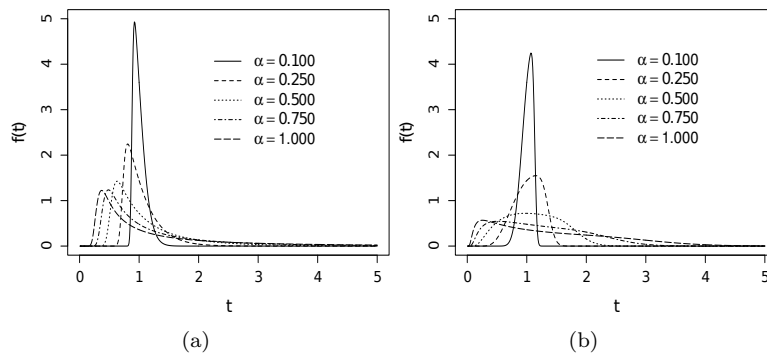 f(t)
5
4
3
2
1
0
α = 0.100
α = 0.250
α = 0.500
α = 0.750
α = 1.000
0 1 2 3 4 5
t
(a)
f(t)
5
4
3
2
1
0
α = 0.100
α = 0.250
α = 0.500
α = 0.750
α = 1.000
0 1 2 3 4 5
t
(b)